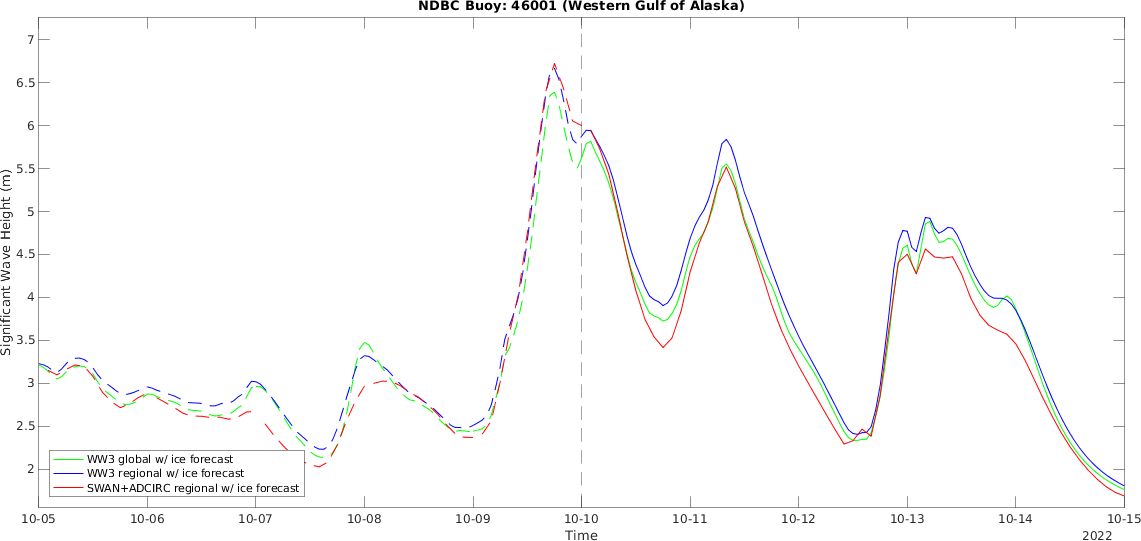 NDBC Buoy: 46001 (Western Gulf of Alaska)
7
6.5
6
5.5
5
4.5
4
3.5
3
2.5
2
Significant Wave Height (m)
WW3 global w/ ice forecast
WW3 regional w/ ice forecast
SWAN+ADCIRC regional w/ ice forecast
10-05 10-06 10-07 10-08 10-09 10-10 10-11 10-12 10-13 10-14 10-15
Time 2022